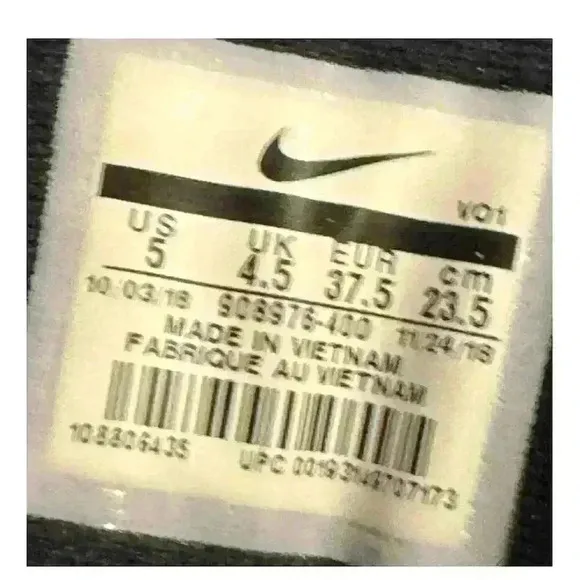 VO1
US UK EUR cm
5 4.5 37.5 23.5
10/03/18 908976-400 11/24/18
MADE IN VIETNAM
FABRIQUE AU VIETNAM
108806435 UPC